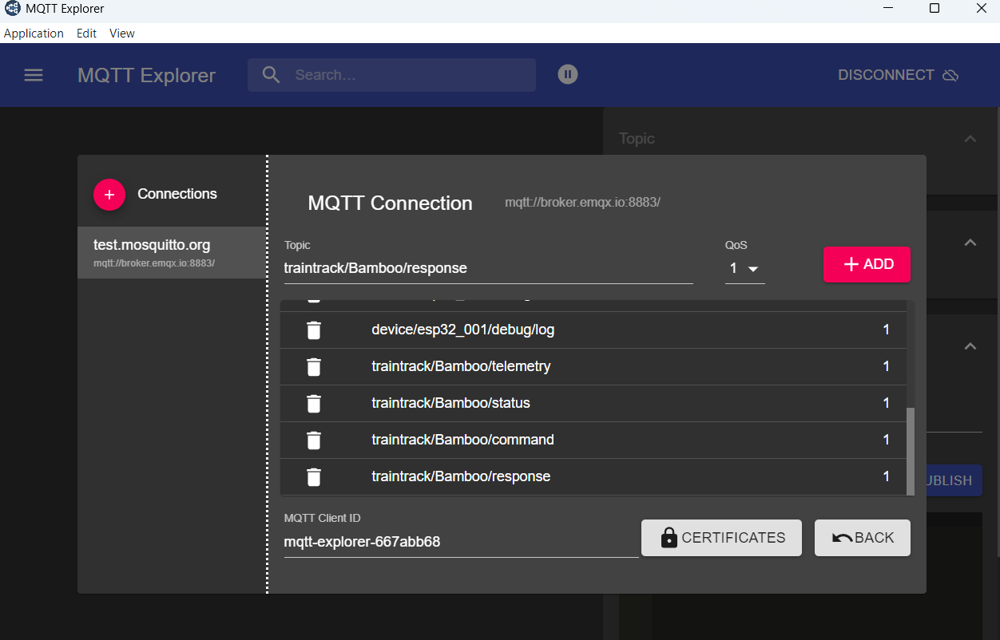 MQTT Explorer
Application Edit View
MQTT Explorer Search... DISCONNECT
Topic
+ Connections
MQTT Connection mqtt://broker.emqx.io:8883/
test.mosquitto.org
mqtt://broker.emqx.io:8883/
Topic QoS
traintrack/Bamboo/response 1 + ADD
device/esp32_001/debug/log 1
traintrack/Bamboo/telemetry 1
traintrack/Bamboo/status 1
traintrack/Bamboo/command 1
traintrack/Bamboo/response 1
UBLISH
MQTT Client ID
mqtt-explorer-667abb68 CERTIFICATES BACK